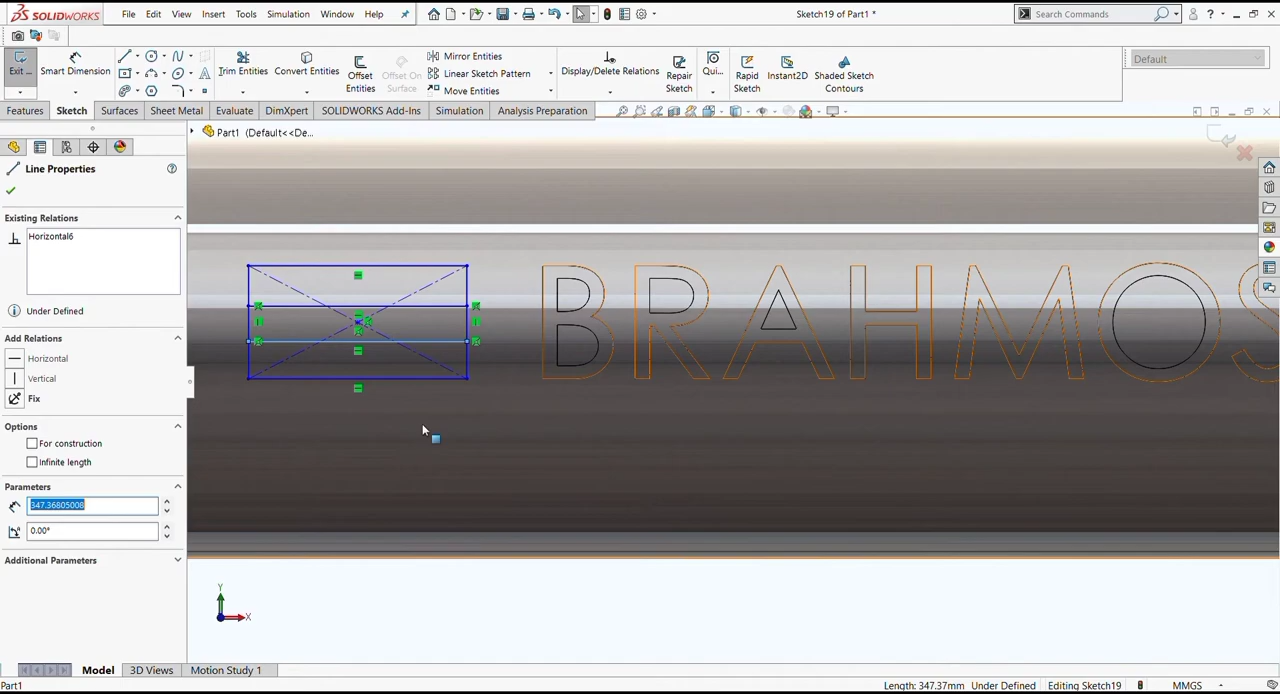 SOLIDWORKS File Edit View Insert Tools Simulation Window Help Sketch19 of Part1 * Search Commands ?
Exit ... Smart Dimension Trim Entities Convert Entities Offset Entities Offset On Surface Mirror Entities Linear Sketch Pattern Move Entities Display/Delete Relations Repair Sketch Qui... Rapid Sketch Instant2D Shaded Sketch Contours Default
Features Sketch Surfaces Sheet Metal Evaluate DimXpert SOLIDWORKS Add-Ins Simulation Analysis Preparation
Part1 (Default<<De...
Line Properties
Existing Relations
Horizontal6
Under Defined
Add Relations
Horizontal
Vertical
Fix
Options
For construction
Infinite length
Parameters
347.36805008
0.00°
Additional Parameters
BRAHMOS
Y
X
Model 3D Views Motion Study 1
Part1 Length: 347.37mm Under Defined Editing Sketch19 MMGS